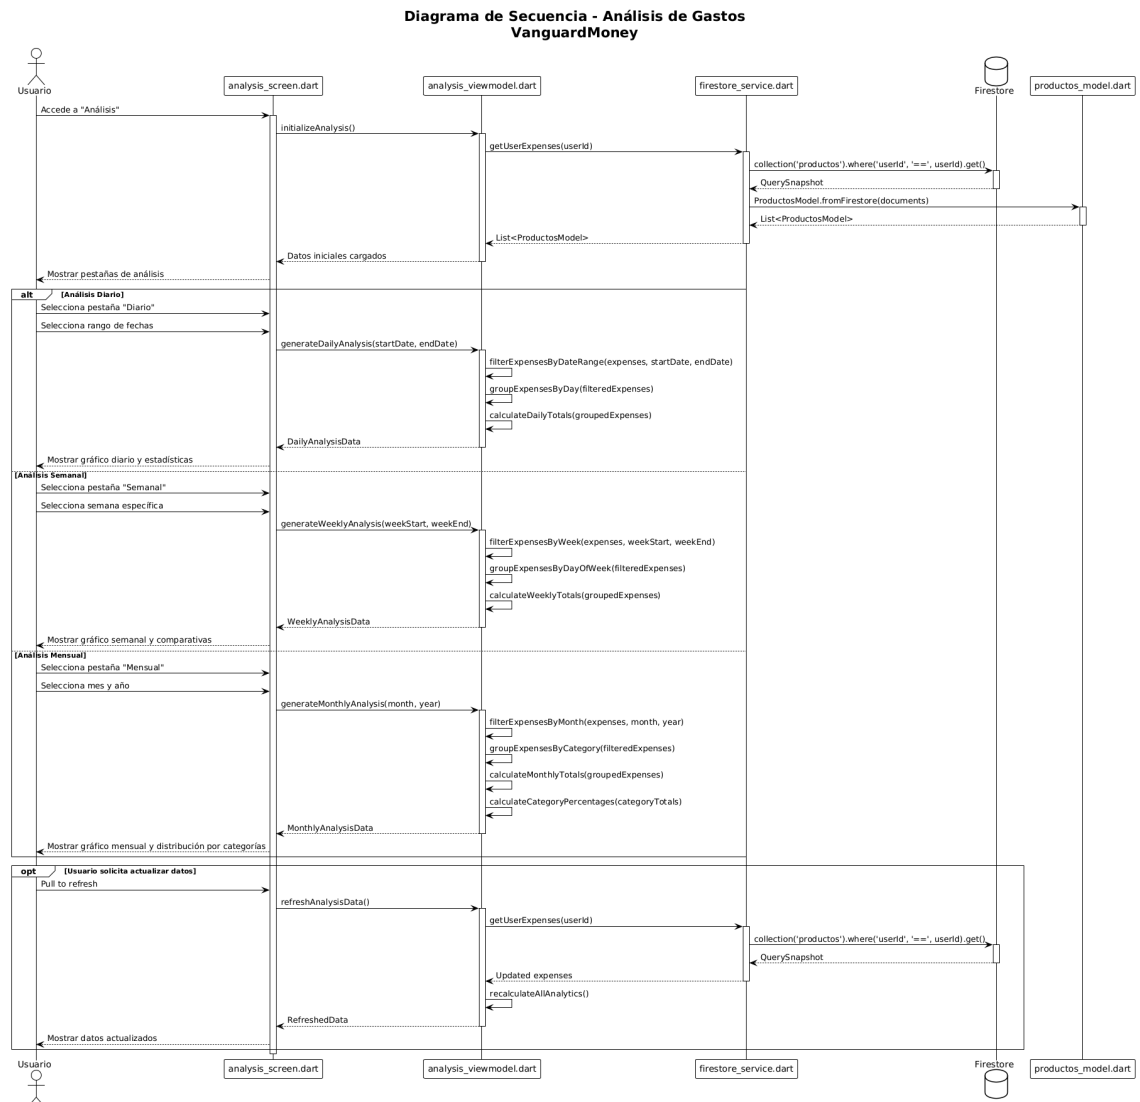 Diagrama de Secuencia - Análisis de Gastos
VanguardMoney
Usuario
analysis_screen.dart
analysis_viewmodel.dart
firestore_service.dart
Firestore
productos_model.dart
Accede a "Análisis"
initializeAnalysis()
getUserExpenses(userId)
collection('productos').where('userId', '==', userId).get()
QuerySnapshot
ProductosModel.fromFirestore(documents)
List<ProductosModel>
List<ProductosModel>
Datos iniciales cargados
Mostrar pestañas de análisis
alt [Análisis Diario]
Selecciona pestaña "Diario"
Selecciona rango de fechas
generateDailyAnalysis(startDate, endDate)
filterExpensesByDateRange(expenses, startDate, endDate)
groupExpensesByDay(filteredExpenses)
calculateDailyTotals(groupedExpenses)
DailyAnalysisData
Mostrar gráfico diario y estadísticas
[Análisis Semanal]
Selecciona pestaña "Semanal"
Selecciona semana específica
generateWeeklyAnalysis(weekStart, weekEnd)
filterExpensesByWeek(expenses, weekStart, weekEnd)
groupExpensesByDayOfWeek(filteredExpenses)
calculateWeeklyTotals(groupedExpenses)
WeeklyAnalysisData
Mostrar gráfico semanal y comparativas
[Análisis Mensual]
Selecciona pestaña "Mensual"
Selecciona mes y año
generateMonthlyAnalysis(month, year)
filterExpensesByMonth(expenses, month, year)
groupExpensesByCategory(filteredExpenses)
calculateMonthlyTotals(groupedExpenses)
calculateCategoryPercentages(categoryTotals)
MonthlyAnalysisData
Mostrar gráfico mensual y distribución por categorías
opt [Usuario solicita actualizar datos]
Pull to refresh
refreshAnalysisData()
getUserExpenses(userId)
collection('productos').where('userId', '==', userId).get()
QuerySnapshot
Updated expenses
recalculateAllAnalytics()
RefreshedData
Mostrar datos actualizados
Usuario
analysis_screen.dart
analysis_viewmodel.dart
firestore_service.dart
Firestore
productos_model.dart